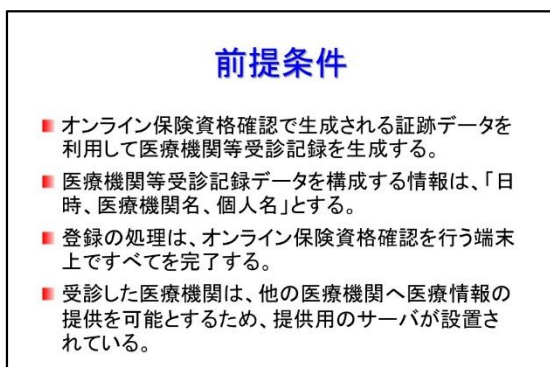 前提条件
オンライン保険資格確認で生成される証跡データを
利用して医療機関等受診記録を生成する。
医療機関等受診記録データを構成する情報は、「日
時、医療機関名、個人名」とする。
登録の処理は、オンライン保険資格確認を行う端末
上ですべてを完了する。
受診した医療機関は、他の医療機関へ医療情報の
提供を可能とするため、提供用のサーバが設置さ
れている。